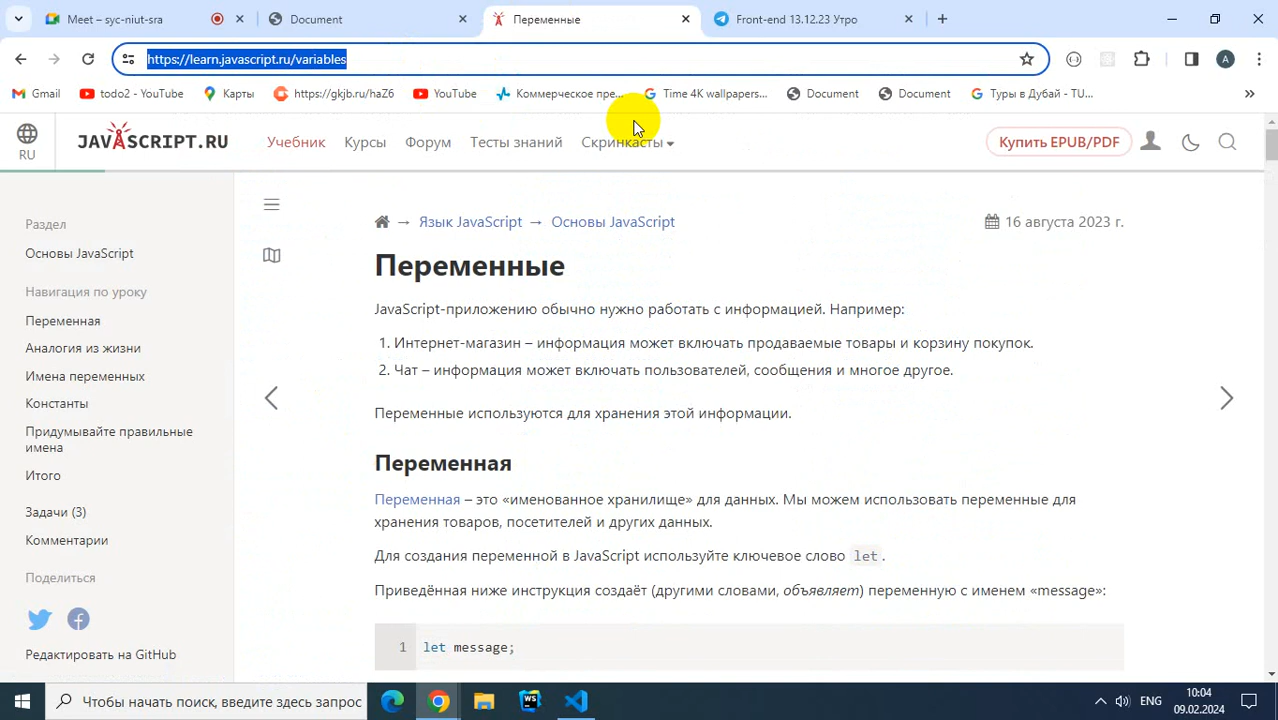 Meet – syc-niut-sra
Document
Переменные
Front-end 13.12.23 Утро
https://learn.javascript.ru/variables
Gmail
todo2 - YouTube
Карты
https://gkjb.ru/haZ6
YouTube
Коммерческое пре...
Time 4K wallpapers...
Document
Document
Туры в Дубай - TU...
A
RU
JAVASCRIPT.RU
Учебник
Курсы
Форум
Тесты знаний
Скринкасты
Купить EPUB/PDF
Раздел
Основы JavaScript
Навигация по уроку
Переменная
Аналогия из жизни
Имена переменных
Константы
Придумывайте правильные
имена
Итого
Задачи (3)
Комментарии
Поделиться
Редактировать на GitHub
→ Язык JavaScript → Основы JavaScript
16 августа 2023 г.
Переменные
JavaScript-приложению обычно нужно работать с информацией. Например:
1. Интернет-магазин – информация может включать продаваемые товары и корзину покупок.
2. Чат – информация может включать пользователей, сообщения и многое другое.
Переменные используются для хранения этой информации.
Переменная
Переменная – это «именованное хранилище» для данных. Мы можем использовать переменные для
хранения товаров, посетителей и других данных.
Для создания переменной в JavaScript используйте ключевое слово let.
Приведённая ниже инструкция создаёт (другими словами, объявляет) переменную с именем «message»:
1 let message;
Чтобы начать поиск, введите здесь запрос
WS
ENG
10:04
09.02.2024